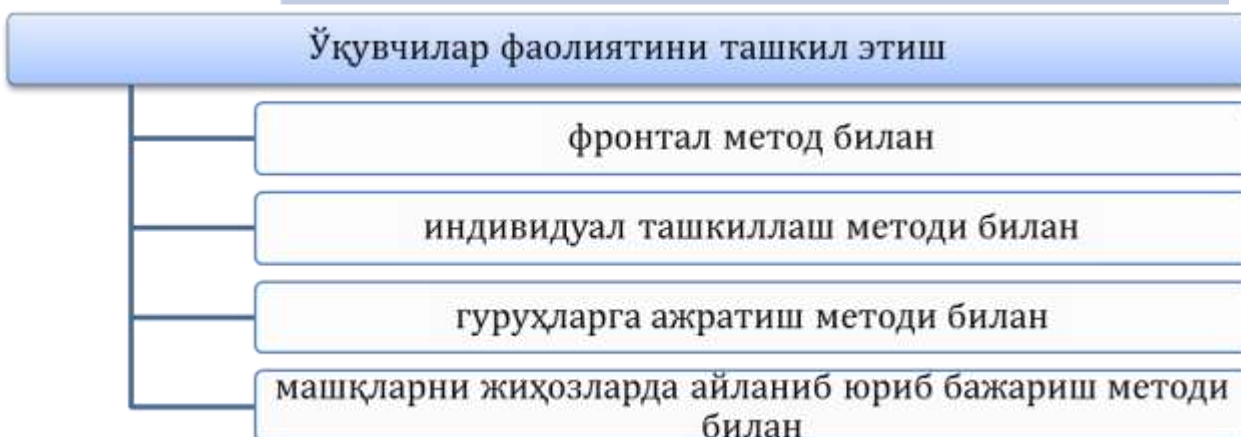 Ўқувчилар фаолиятини ташкил этиш
фронтал метод билан
индивидуал ташкиллаш методи билан
гуруҳларга ажратиш методи билан
машқларни жиҳозларда айланиб юриб бажариш методи
билан